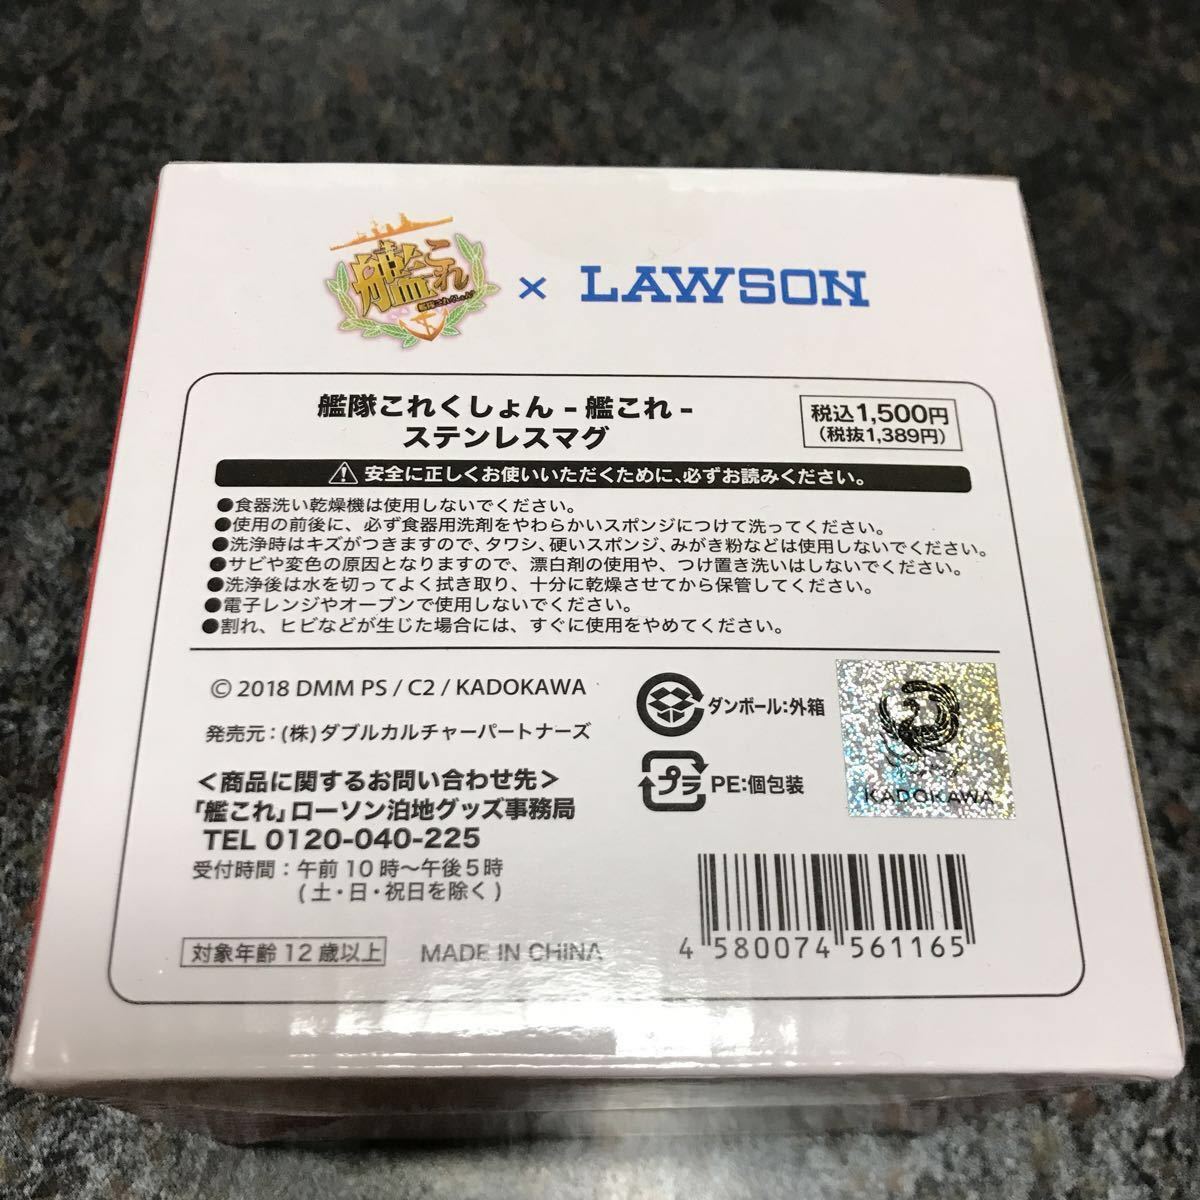 艦これ
艦隊これくしょん
× LAWSON
艦隊これくしょん - 艦これ -
ステンレスマグ
税込1,500円
(税抜1,389円)
安全に正しくお使いいただくために、必ずお読みください。
●食器洗い乾燥機は使用しないでください。
●使用の前後に、必ず食器用洗剤をやわらかいスポンジにつけて洗ってください。
●洗浄時はキズがつきますので、タワシ、硬いスポンジ、みがき粉などは使用しないでください。
●サビや変色の原因となりますので、漂白剤の使用や、つけ置き洗いはしないでください。
●洗浄後は水を切ってよく拭き取り、十分に乾燥させてから保管してください。
●電子レンジやオーブンで使用しないでください。
●割れ、ヒビなどが生じた場合には、すぐに使用をやめてください。
© 2018 DMM PS / C2 / KADOKAWA
発売元：(株)ダブルカルチャーパートナーズ
<商品に関するお問い合わせ先>
「艦これ」ローソン泊地グッズ事務局
TEL 0120-040-225
受付時間：午前10時～午後5時
(土・日・祝日を除く)
対象年齢12歳以上
MADE IN CHINA
ダンボール：外箱
プラ
PE：個包装
KADOKAWA
4 580074 561165